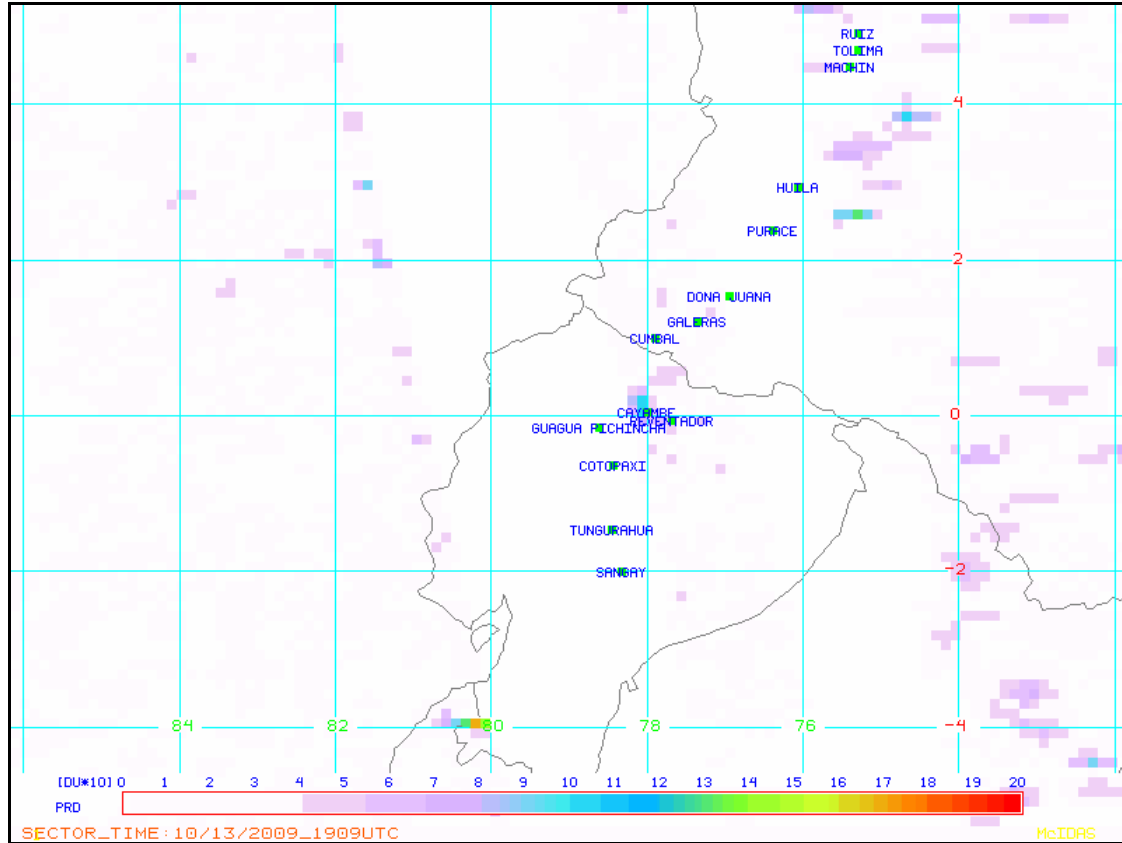 RUIZ
TOLIMA
MACHIN
4
HUILA
PURACE
2
DONA JUANA
GALERAS
CUMBAL
CAYAMBE
0
REVENTADOR
GUAGUA PICHINCHA
COTOPAXI
TUNGURAHUA
SANGAY
-2
84 82 80 78 76 -4
[DU*10] 0 1 2 3 4 5 6 7 8 9 10 11 12 13 14 15 16 17 18 19 20
PRD
SECTOR_TIME:10/13/2009_1909UTC
McIDAS